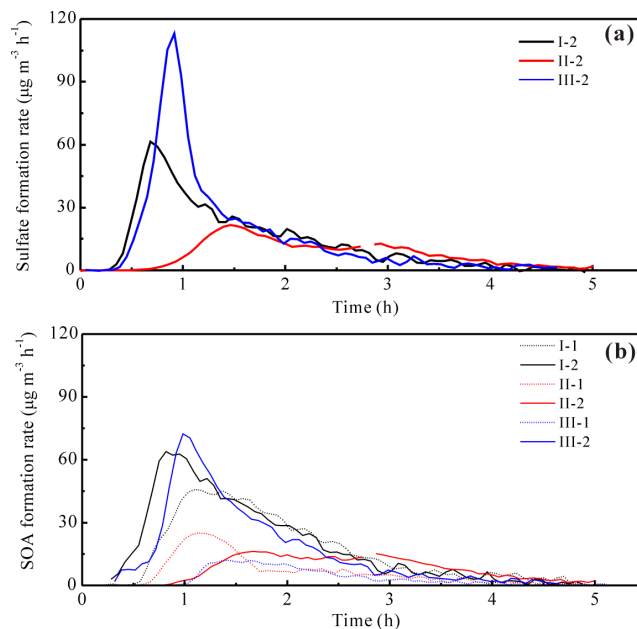 120
90
60
30
0
Sulfate formation rate (μg m⁻³ h⁻¹)
(a)
I-2
II-2
III-2
0 1 2 3 4 5
Time (h)
120
90
60
30
0
SOA formation rate (μg m⁻³ h⁻¹)
(b)
I-1
I-2
II-1
II-2
III-1
III-2
0 1 2 3 4 5
Time (h)